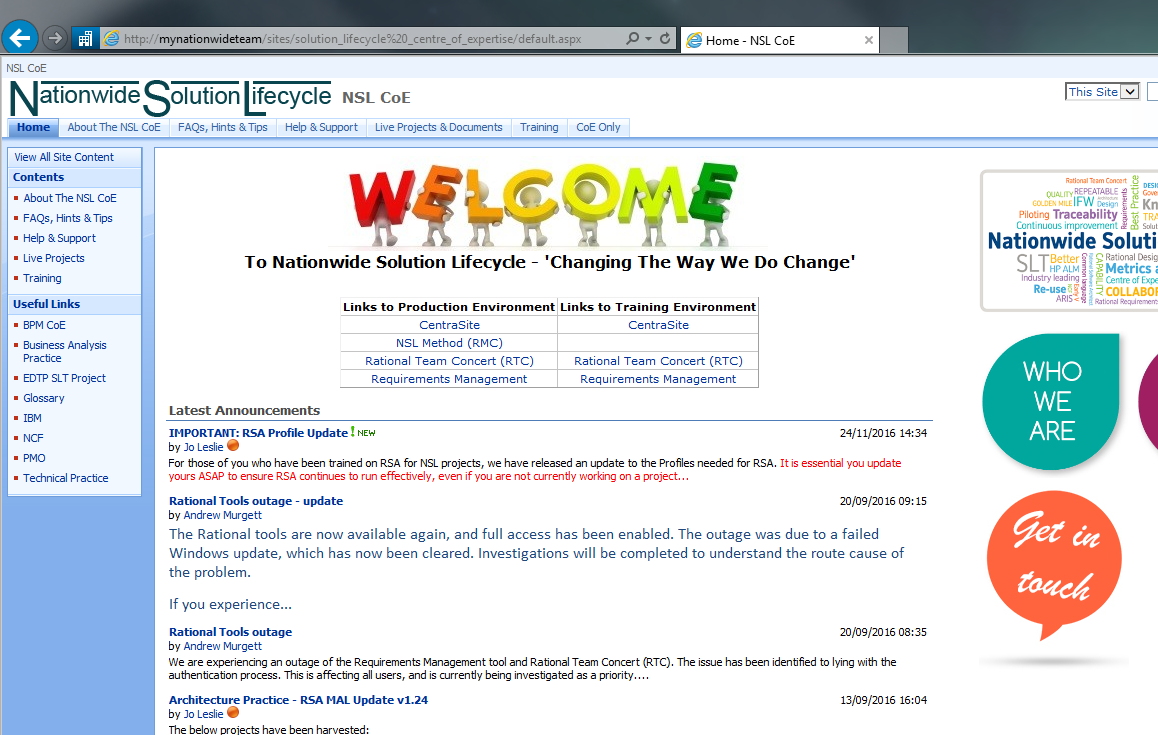 http://mynationwideteam/sites/solution_lifecycle%20_centre_of_expertise/default.aspx
Home - NSL CoE
NSL CoE
Nationwide Solution Lifecycle NSL CoE
This Site
Home About The NSL CoE FAQs, Hints & Tips Help & Support Live Projects & Documents Training CoE Only
View All Site Content
Contents
About The NSL CoE
FAQs, Hints & Tips
Help & Support
Live Projects
Training
Useful Links
BPM CoE
Business Analysis
Practice
EDTP SLT Project
Glossary
IBM
NCF
PMO
Technical Practice
WELCOME
To Nationwide Solution Lifecycle - 'Changing The Way We Do Change'
Links to Production Environment Links to Training Environment
CentraSite CentraSite
NSL Method (RMC)
Rational Team Concert (RTC) Rational Team Concert (RTC)
Requirements Management Requirements Management
Latest Announcements
IMPORTANT: RSA Profile Update ! NEW 24/11/2016 14:34
by Jo Leslie
For those of you who have been trained on RSA for NSL projects, we have released an update to the Profiles needed for RSA. It is essential you update
yours ASAP to ensure RSA continues to run effectively, even if you are not currently working on a project...
Rational Tools outage - update 20/09/2016 09:15
by Andrew Murgett
The Rational tools are now available again, and full access has been enabled. The outage was due to a failed
Windows update, which has now been cleared. Investigations will be completed to understand the route cause of
the problem.
If you experience...
Rational Tools outage 20/09/2016 08:35
by Andrew Murgett
We are experiencing an outage of the Requirements Management tool and Rational Team Concert (RTC). The issue has been identified to lying with the
authentication process. This is affecting all users, and is currently being investigated as a priority....
Architecture Practice - RSA MAL Update v1.24 13/09/2016 16:04
by Jo Leslie
The below projects have been harvested:
Rational Team Concert
QUALITY REPEATABLE
GOLDEN MILE IFW Design
Piloting Traceability
Continuous Improvement
Requirements
Best Practice
Nationwide Soluti
SLT Better
HP ALM
Industry leading
Re-use
ARIS
Common language
CAPABILITY
Rational Design
Metrics a
Centre of Expe
COLLABOR
Rational Requirements
WHO
WE
ARE
Get in
touch